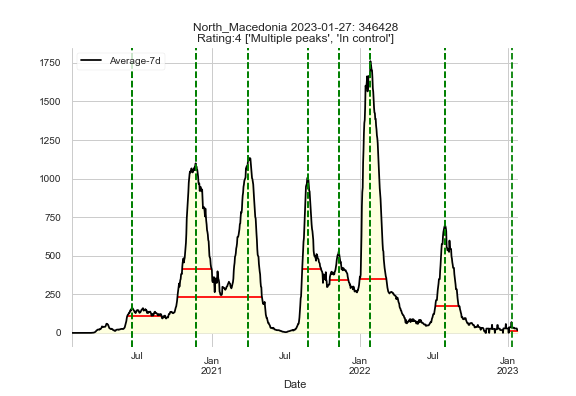 North_Macedonia 2023-01-27: 346428
Rating:4 ['Multiple peaks', 'In control']
Average-7d
1750
1500
1250
1000
750
500
250
0
Jul
Jan
2021
Jul
Jan
2022
Jul
Jan
2023
Date